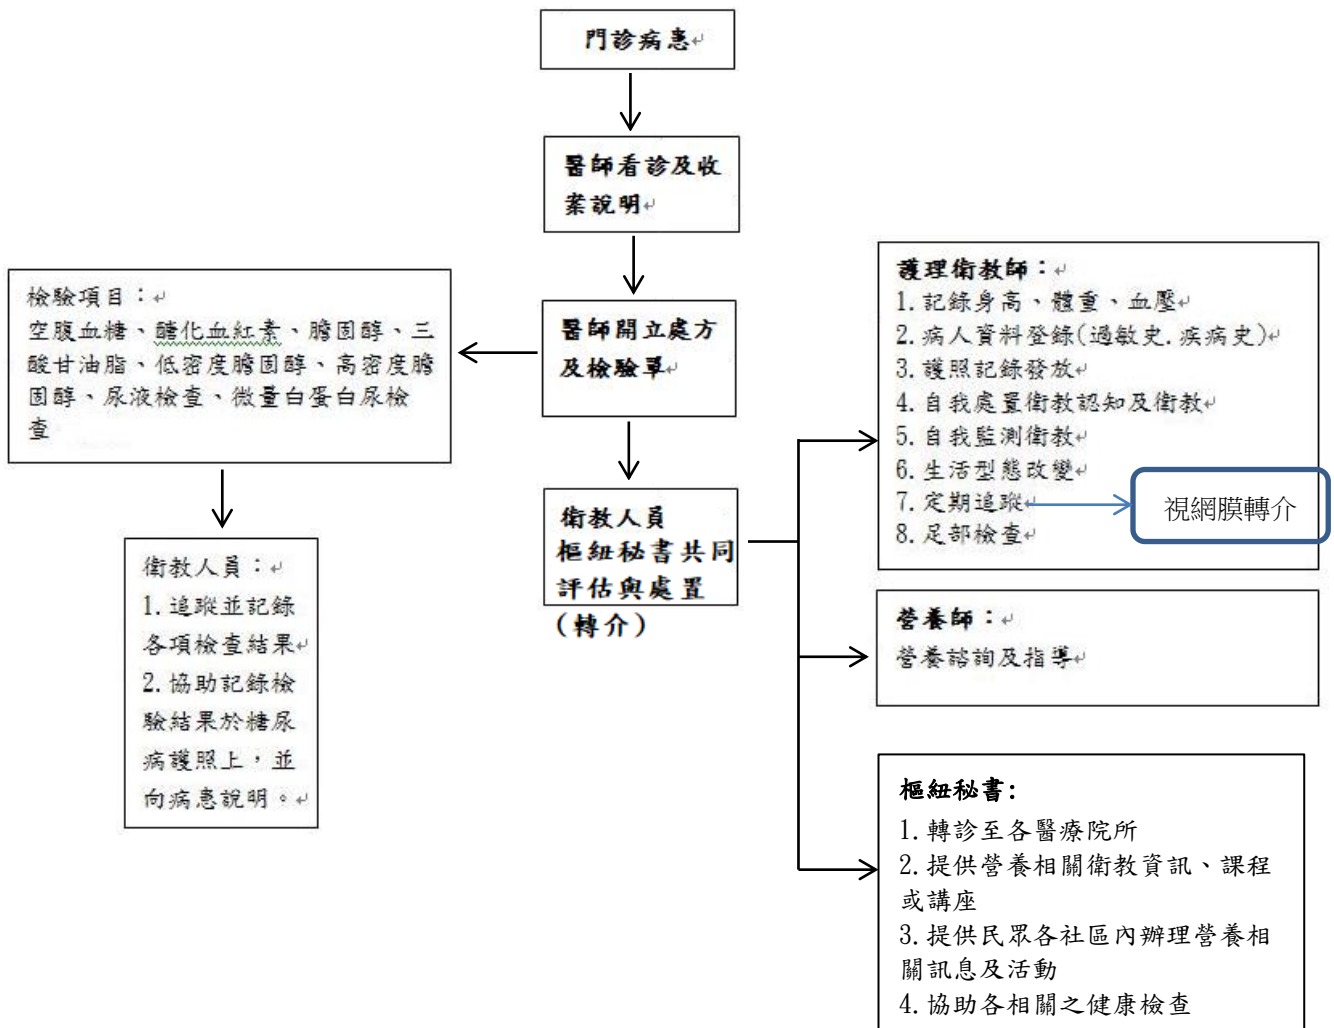 門診病患
醫師看診及收
案說明
醫師開立處方
及檢驗單
衛教人員
樞紐秘書共同
評估與處置
(轉介)
檢驗項目：
空腹血糖、醣化血紅素、膽固醇、三
酸甘油脂、低密度膽固醇、高密度膽
固醇、尿液檢查、微量白蛋白尿檢
查
衛教人員：
1.追蹤並記錄
各項檢查結果
2.協助記錄檢
驗結果於糖尿
病護照上，並
向病患說明。
護理衛教師：
1.記錄身高、體重、血壓
2.病人資料登錄(過敏史.疾病史)
3.護照記錄發放
4.自我處置衛教認知及衛教
5.自我監測衛教
6.生活型態改變
7.定期追蹤
8.足部檢查
視網膜轉介
營養師：
營養諮詢及指導
樞紐秘書:
1.轉診至各醫療院所
2.提供營養相關衛教資訊、課程
或講座
3.提供民眾各社區內辦理營養相
關訊息及活動
4.協助各相關之健康檢查